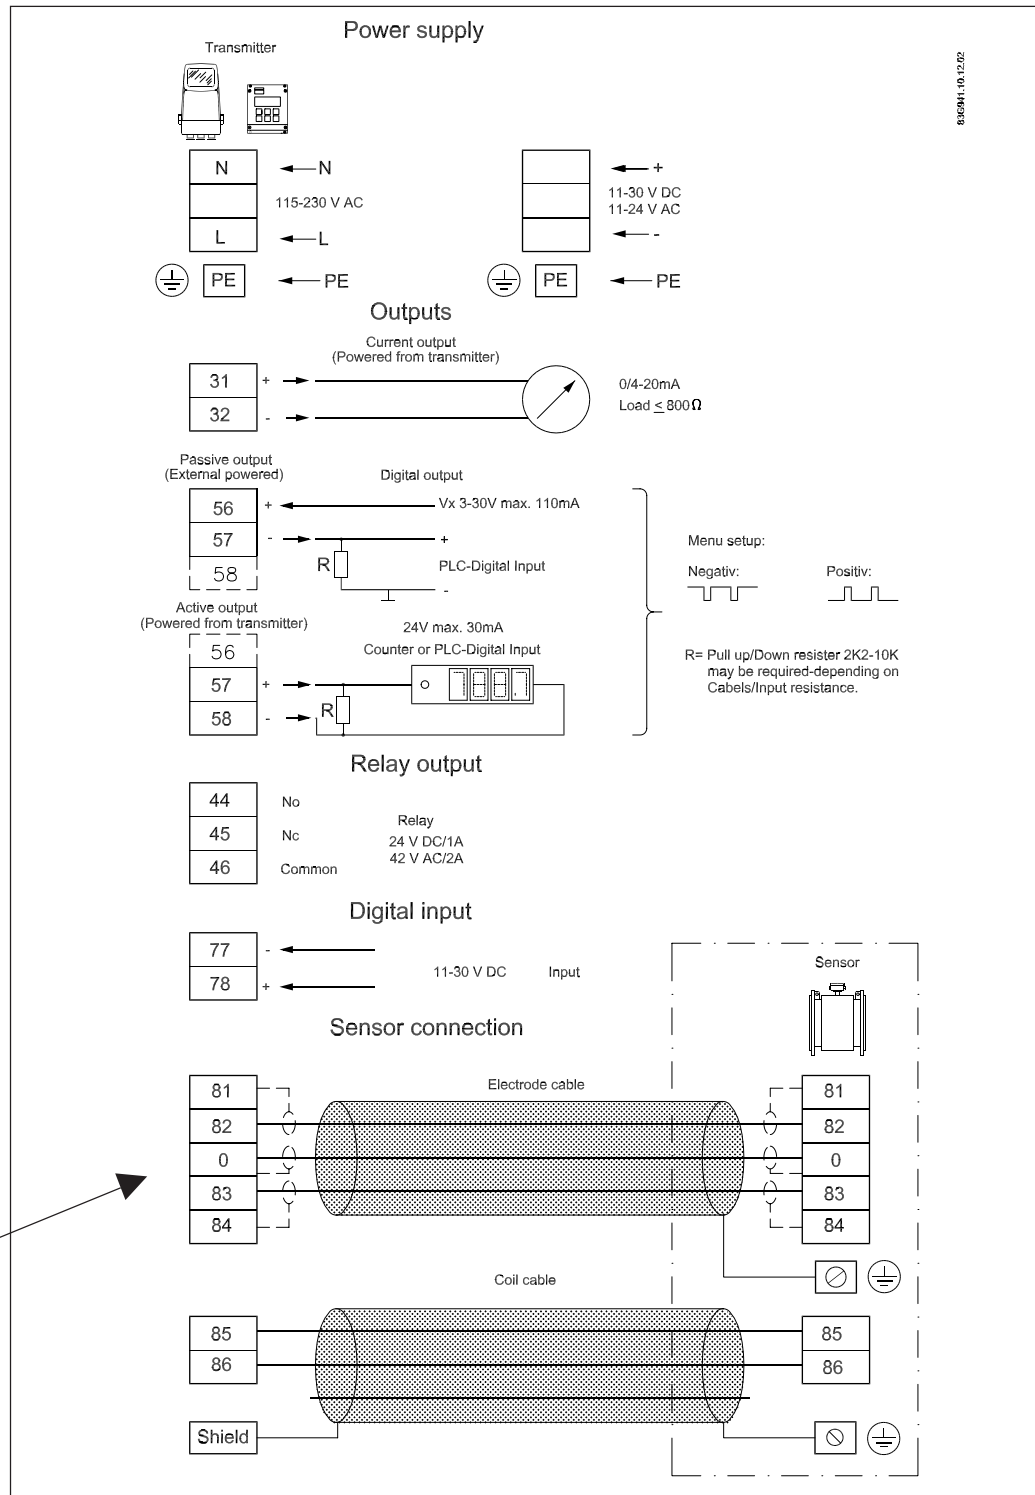 Power supply
Transmitter
83G941.10.12.02
N
N
115-230 V AC
L
L
PE
PE
+
11-30 V DC
11-24 V AC
-
PE
PE
Outputs
Current output
(Powered from transmitter)
31
+
32
-
0/4-20mA
Load ≤ 800 Ω
Passive output
(External powered)
Digital output
56
+
Vx 3-30V max. 110mA
57
-
+
R
PLC-Digital Input
58
-
Menu setup:
Negativ:
Positiv:
Active output
(Powered from transmitter)
24V max. 30mA
Counter or PLC-Digital Input
56
57
+
R
58
-
R= Pull up/Down resister 2K2-10K
may be required-depending on
Cabels/Input resistance.
Relay output
44
No
45
Nc
46
Common
Relay
24 V DC/1A
42 V AC/2A
Digital input
77
-
78
+
11-30 V DC
Input
Sensor
Sensor connection
Electrode cable
81
81
82
82
0
0
83
83
84
84
Coil cable
85
85
86
86
Shield